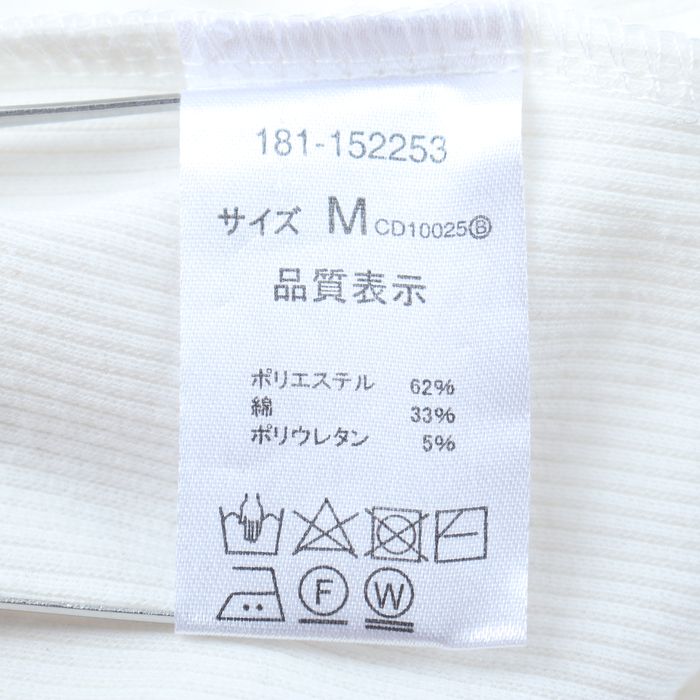 181-152253
サイズ M CD10025Ⓑ
品質表示
ポリエステル 62%
綿 33%
ポリウレタン 5%
F W